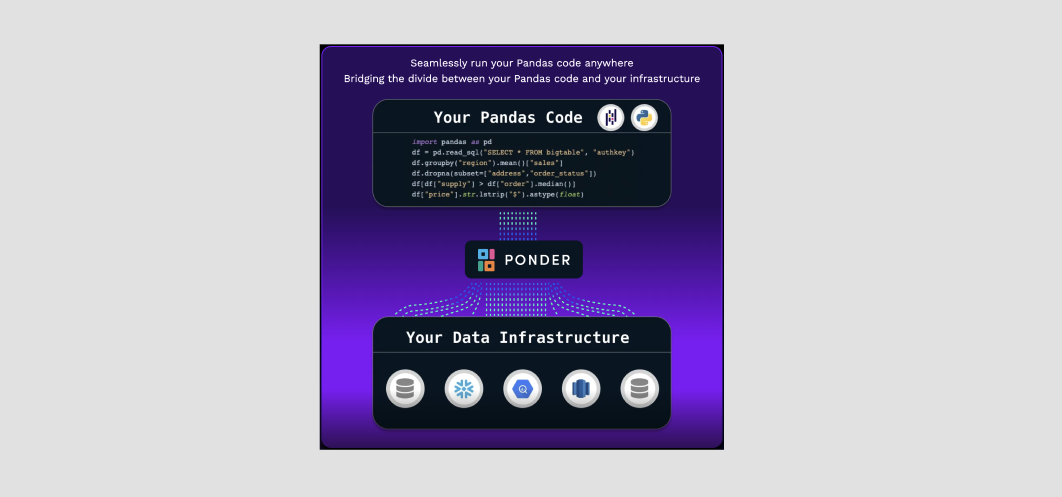 Seamlessly run your Pandas code anywhere
Bridging the divide between your Pandas code and your infrastructure
Your Pandas Code
import pandas as pd
df = pd.read_sql("SELECT * FROM bigtable", "authkey")
df.groupby("region").mean()["sales"]
df.dropna(subset=["address","order_status"])
df[df["supply"] > df["order"].median()]
df["price"].str.lstrip("$").astype(float)
PONDER
Your Data Infrastructure